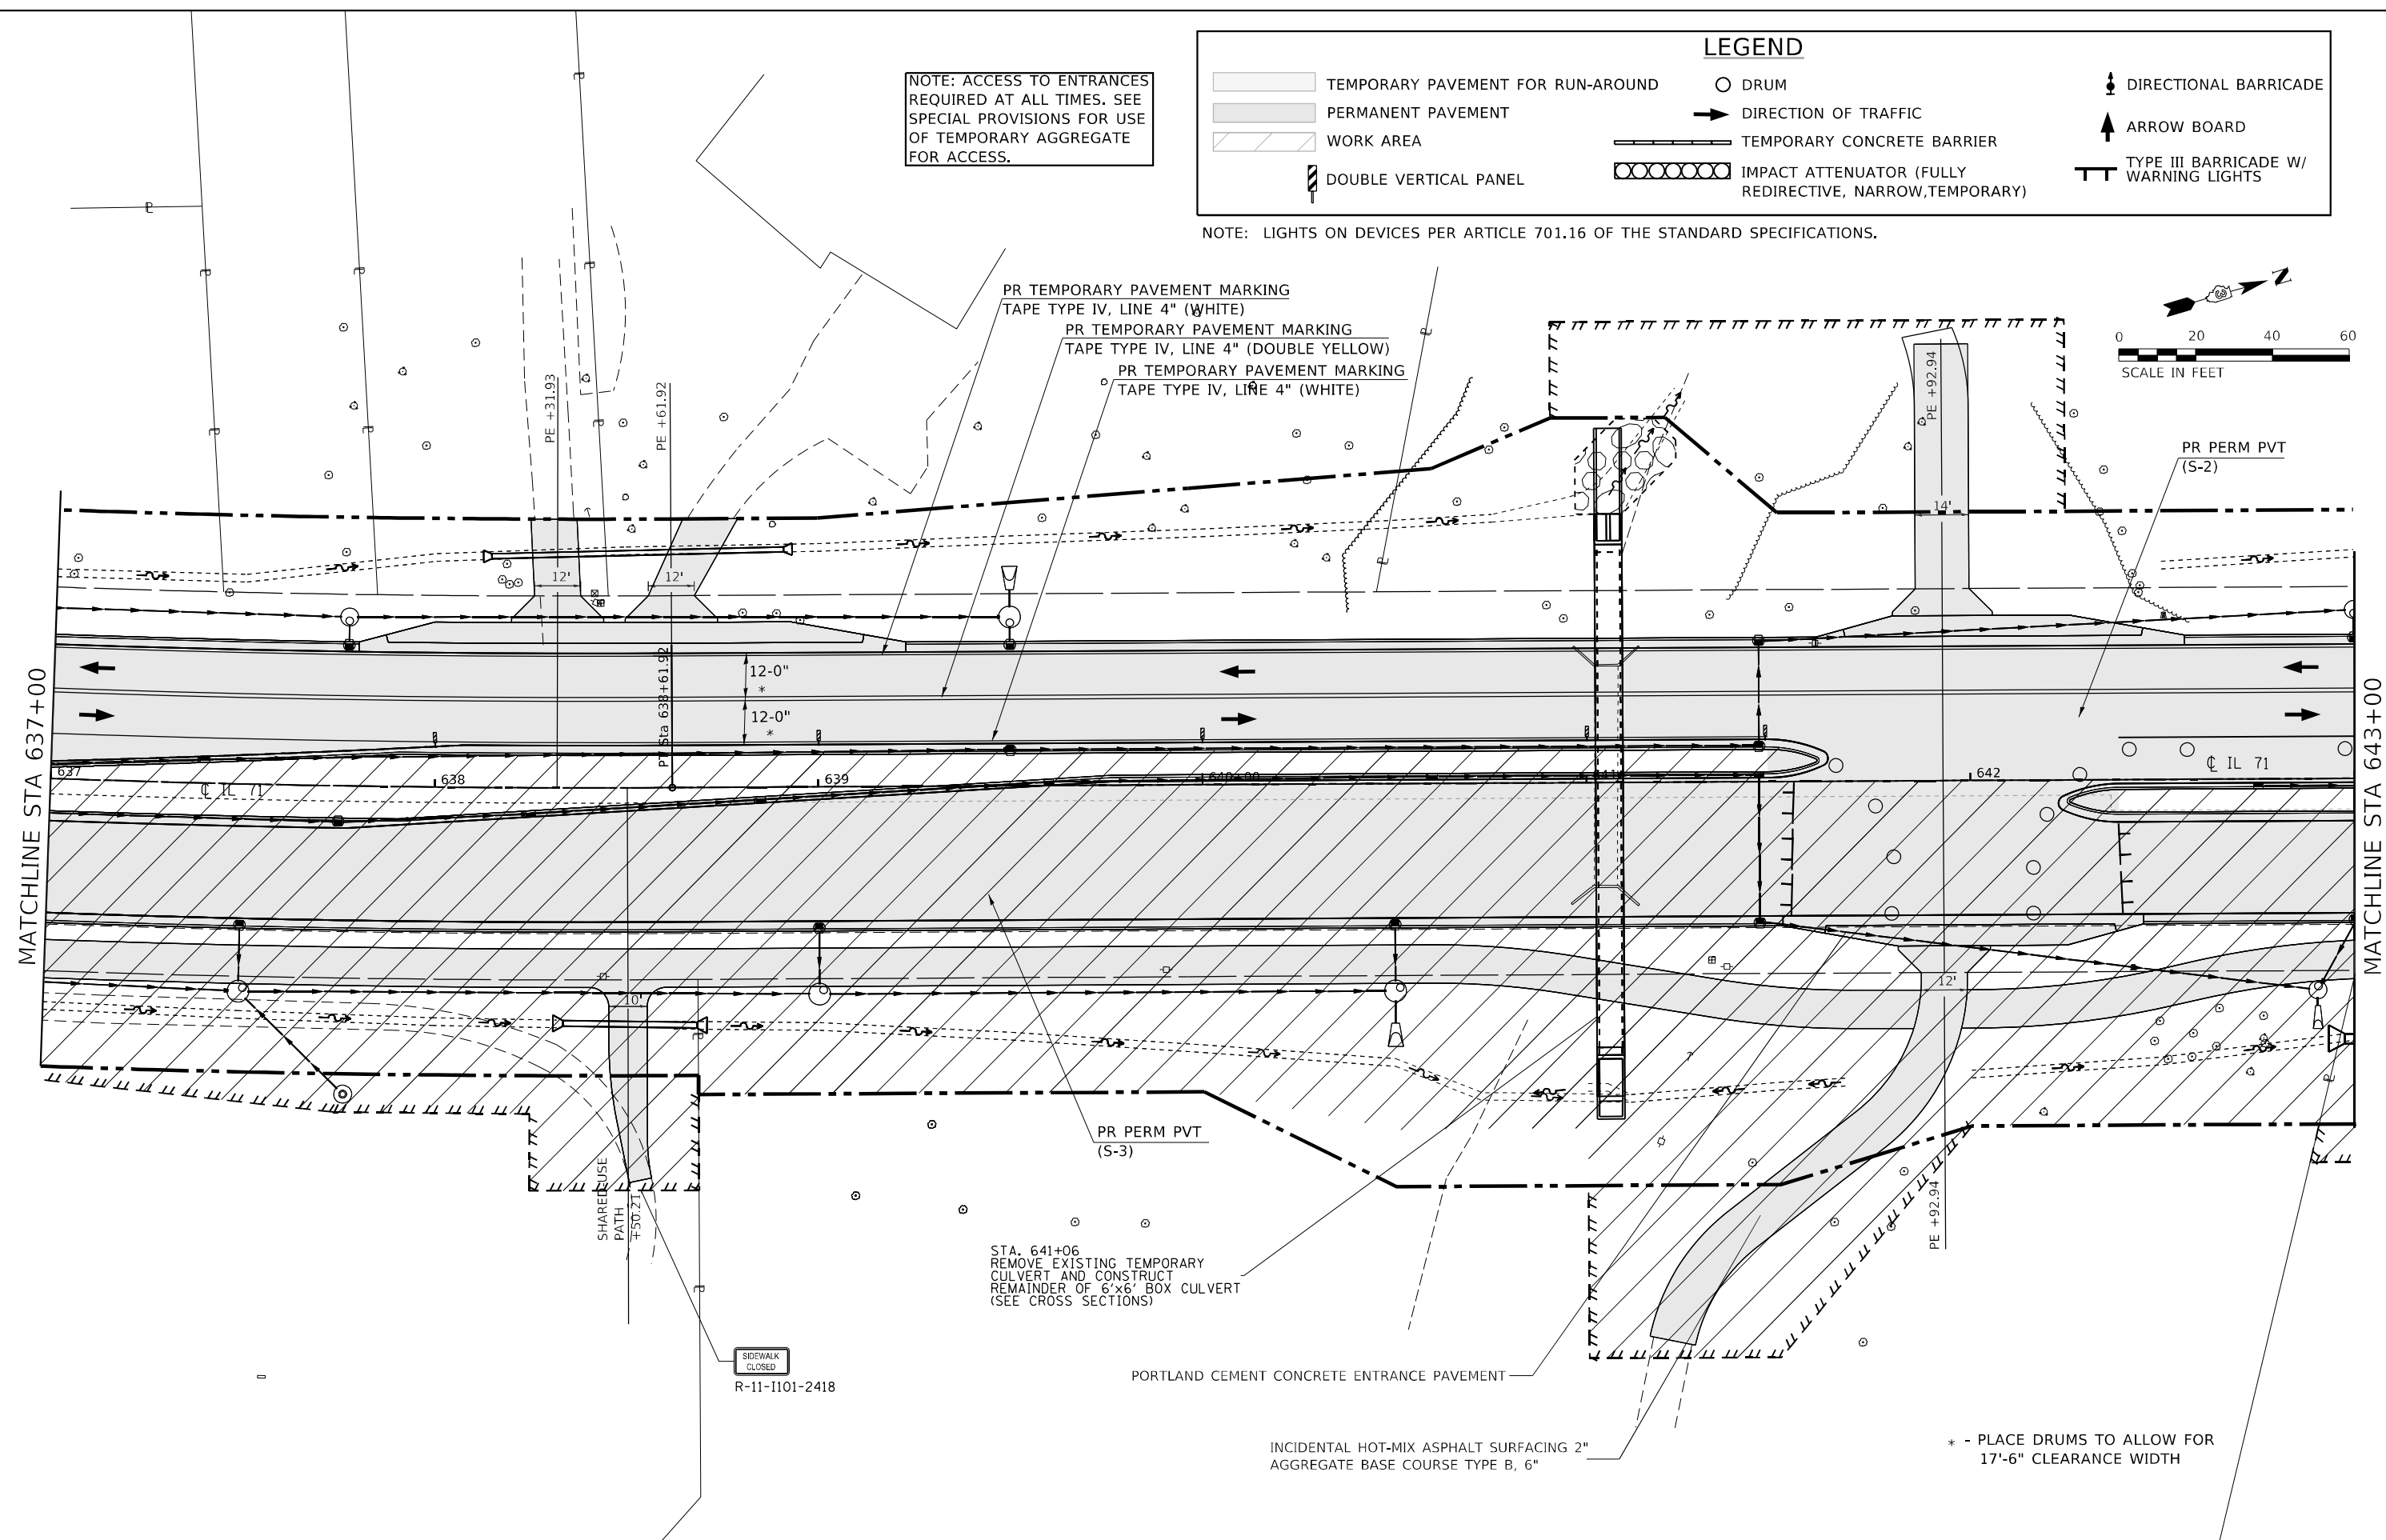 LEGEND
TEMPORARY PAVEMENT FOR RUN-AROUND
PERMANENT PAVEMENT
WORK AREA
DOUBLE VERTICAL PANEL
DRUM
DIRECTION OF TRAFFIC
TEMPORARY CONCRETE BARRIER
IMPACT ATTENUATOR (FULLY
REDIRECTIVE, NARROW,TEMPORARY)
DIRECTIONAL BARRICADE
ARROW BOARD
TYPE III BARRICADE W/
WARNING LIGHTS
NOTE: LIGHTS ON DEVICES PER ARTICLE 701.16 OF THE STANDARD SPECIFICATIONS.
NOTE: ACCESS TO ENTRANCES
REQUIRED AT ALL TIMES. SEE
SPECIAL PROVISIONS FOR USE
OF TEMPORARY AGGREGATE
FOR ACCESS.
N
3
0 20 40 60
SCALE IN FEET
PR TEMPORARY PAVEMENT MARKING
TAPE TYPE IV, LINE 4" (WHITE)
PR TEMPORARY PAVEMENT MARKING
TAPE TYPE IV, LINE 4" (DOUBLE YELLOW)
PR TEMPORARY PAVEMENT MARKING
TAPE TYPE IV, LINE 4" (WHITE)
PE +31.93
PE +61.92
PE +92.94
PR PERM PVT
(S-2)
14'
12'
12'
MATCHLINE STA 637+00
MATCHLINE STA 643+00
PT Sta 638+61.92
12-0"
*
12-0"
*
637
638
639
640+00
641
642
℄ IL 71
℄ IL 71
10'
12'
PR PERM PVT
(S-3)
SHARED-USE
PATH
+50.21
PE +92.94
STA. 641+06
REMOVE EXISTING TEMPORARY
CULVERT AND CONSTRUCT
REMAINDER OF 6'x6' BOX CULVERT
(SEE CROSS SECTIONS)
SIDEWALK
CLOSED
R-11-I101-2418
PORTLAND CEMENT CONCRETE ENTRANCE PAVEMENT
INCIDENTAL HOT-MIX ASPHALT SURFACING 2"
AGGREGATE BASE COURSE TYPE B, 6"
* - PLACE DRUMS TO ALLOW FOR
17'-6" CLEARANCE WIDTH